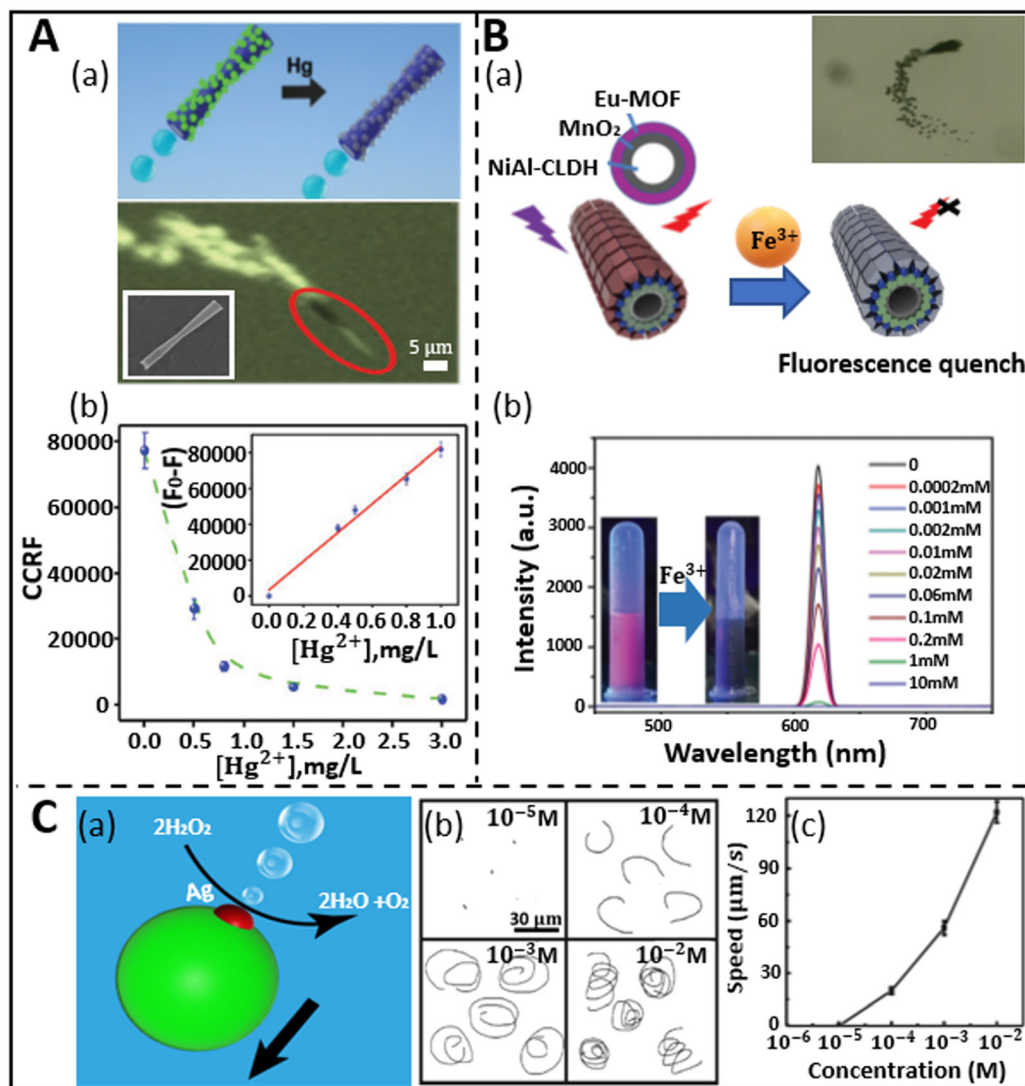 A
(a)
Hg
5 μm
(b)
80000
60000
40000
20000
0
CCRF
0.0 0.5 1.0 1.5 2.0 2.5 3.0
[Hg²⁺],mg/L
(F₀-F)
80000
60000
40000
20000
0
0.0 0.2 0.4 0.6 0.8 1.0
[Hg²⁺],mg/L
B
(a)
Eu-MOF
MnO₂
NiAl-CLDH
Fe³⁺
Fluorescence quench
(b)
4000
3000
2000
1000
0
Intensity (a.u.)
Fe³⁺
0
0.0002mM
0.001mM
0.002mM
0.01mM
0.02mM
0.06mM
0.1mM
0.2mM
1mM
10mM
500 600 700
Wavelength (nm)
C
(a)
2H₂O₂
Ag
2H₂O +O₂
(b)
10⁻⁵M
10⁻⁴M
30 μm
10⁻³M
10⁻²M
(c)
120
90
60
30
0
Speed (μm/s)
10⁻⁶ 10⁻⁵ 10⁻⁴ 10⁻³ 10⁻²
Concentration (M)